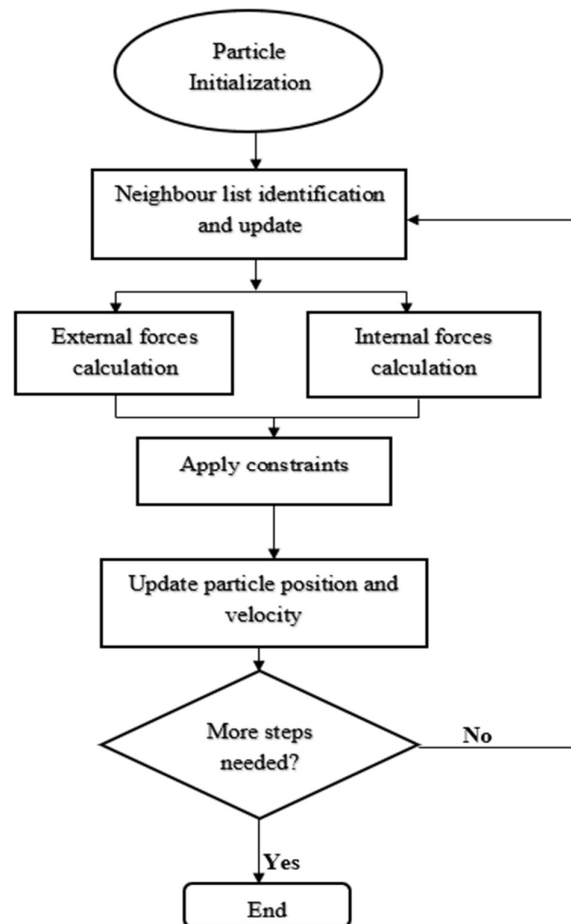 Particle
Initialization
Neighbour list identification
and update
External forces
calculation
Internal forces
calculation
Apply constraints
Update particle position and
velocity
More steps
needed?
No
Yes
End